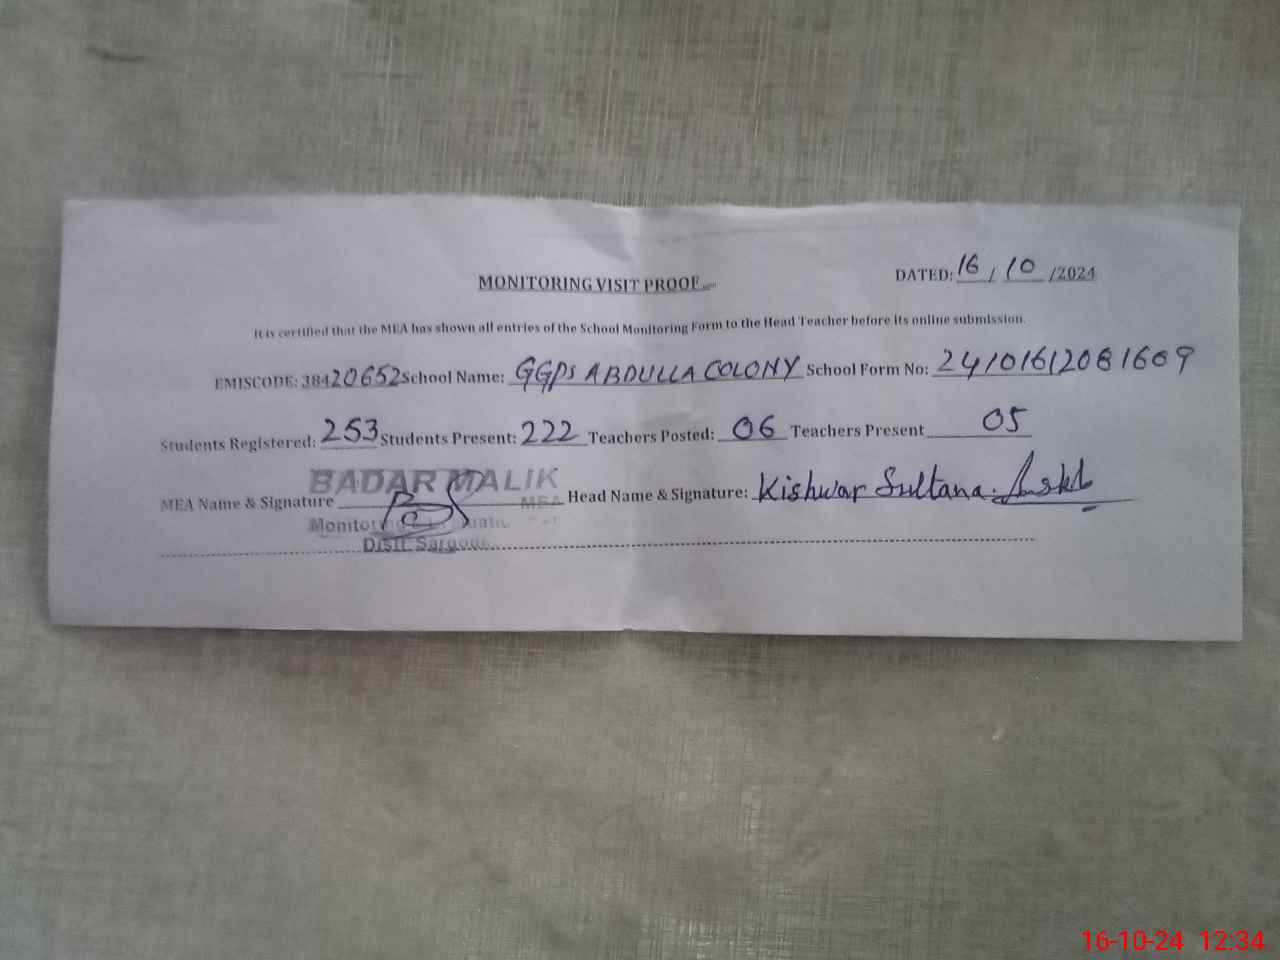 MONITORING VISIT PROOF
DATED: 16 / 10 /2024
It is certified that the MEA has shown all entries of the School Monitoring Form to the Head Teacher before its online submission.
EMISCODE: 38420652 School Name: GGPS ABDULLA COLONY School Form No: 24101612081609
Students Registered: 253 Students Present: 222 Teachers Posted: 06 Teachers Present 05
BADAR MALIK
MEA Name & Signature MEA Head Name & Signature: Kishwar Sultana.
Distt. 
16-10-24 12:34